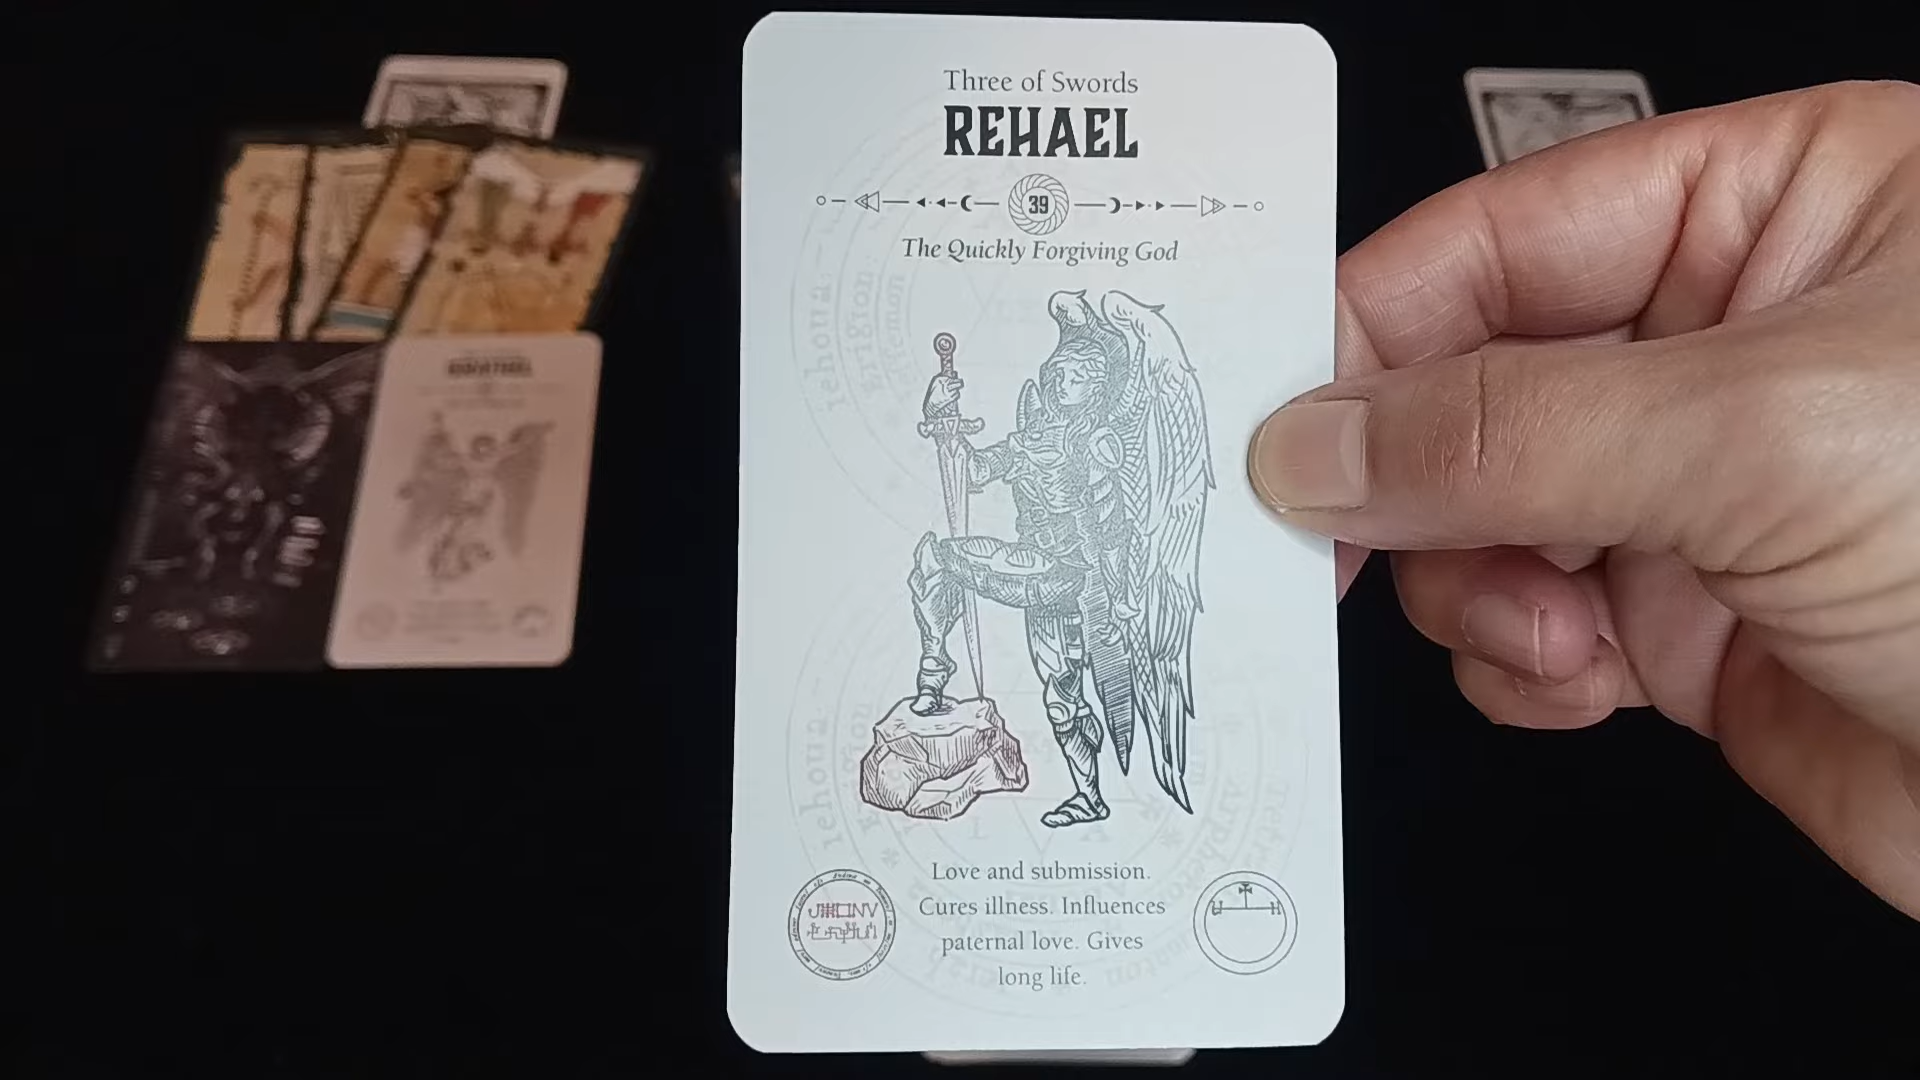 Three of Swords
REHAEL
39
The Quickly Forgiving God
Love and submission.
Cures illness. Influences
paternal love. Gives
long life.